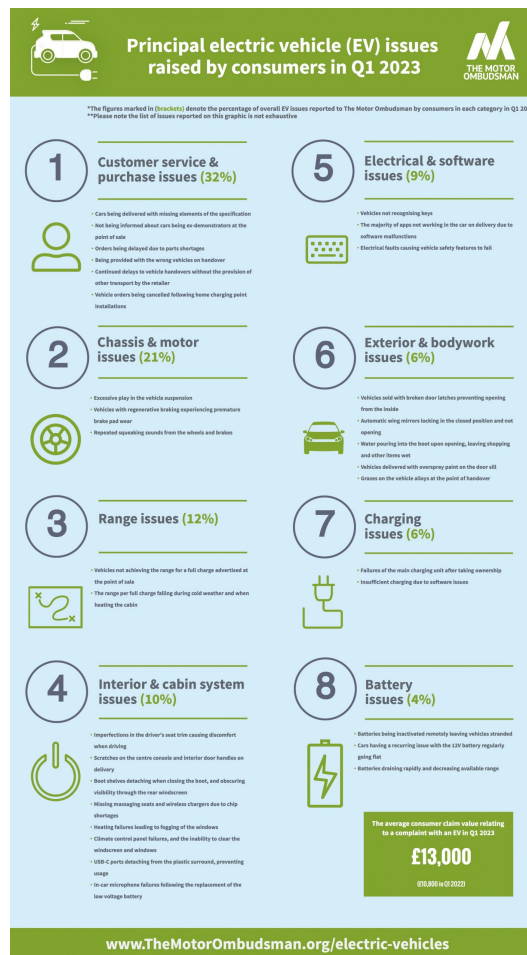 Principal electric vehicle (EV) issues
raised by consumers in Q1 2023
THE MOTOR
OMBUDSMAN
*The figures marked in (brackets) denote the percentage of overall EV issues reported to The Motor Ombudsman by consumers in each category in Q1 20
**Please note the list of issues reported on this graphic is not exhaustive
1
Customer service &
purchase issues (32%)
• Cars being delivered with missing elements of the specification
• Not being informed about cars being ex-demonstrators at the
point of sale
• Orders being delayed due to parts shortages
• Being provided with the wrong vehicles on handover
• Continued delays to vehicle handovers without the provision of
other transport by the retailer
• Vehicle orders being cancelled following home charging point
installations
2
Chassis & motor
issues (21%)
• Excessive play in the vehicle suspension
• Vehicles with regenerative braking experiencing premature
brake pad wear
• Repeated squeaking sounds from the wheels and brakes
3
Range issues (12%)
• Vehicles not achieving the range for a full charge advertised at
the point of sale
• The range per full charge falling during cold weather and when
heating the cabin
4
Interior & cabin system
issues (10%)
• Imperfections in the driver's seat trim causing discomfort
when driving
• Scratches on the centre console and interior door handles on
delivery
• Boot shelves detaching when closing the boot, and obscuring
visibility through the rear windscreen
• Missing massaging seats and wireless chargers due to chip
shortages
• Heating failures leading to fogging of the windows
• Climate control panel failures, and the inability to clear the
windscreen and windows
• USB-C ports detaching from the plastic surround, preventing
usage
• In-car microphone failures following the replacement of the
low voltage battery
5
Electrical & software
issues (9%)
• Vehicles not recognising keys
• The majority of apps not working in the car on delivery due to
software malfunctions
• Electrical faults causing vehicle safety features to fail
6
Exterior & bodywork
issues (6%)
• Vehicles sold with broken door latches preventing opening
from the inside
• Automatic wing mirrors locking in the closed position and not
opening
• Water pouring into the boot upon opening, leaving shopping
and other items wet
• Vehicles delivered with overspray paint on the door sill
• Grazes on the vehicle alloys at the point of handover
7
Charging
issues (6%)
• Failures of the main charging unit after taking ownership
• Insufficient charging due to software issues
8
Battery
issues (4%)
• Batteries being inactivated remotely leaving vehicles stranded
• Cars having a recurring issue with the 12V battery regularly
going flat
• Batteries draining rapidly and decreasing available range
The average consumer claim value relating
to a complaint with an EV in Q1 2023
£13,000
(£10,800 in Q1 2022)
www.TheMotorOmbudsman.org/electric-vehicles